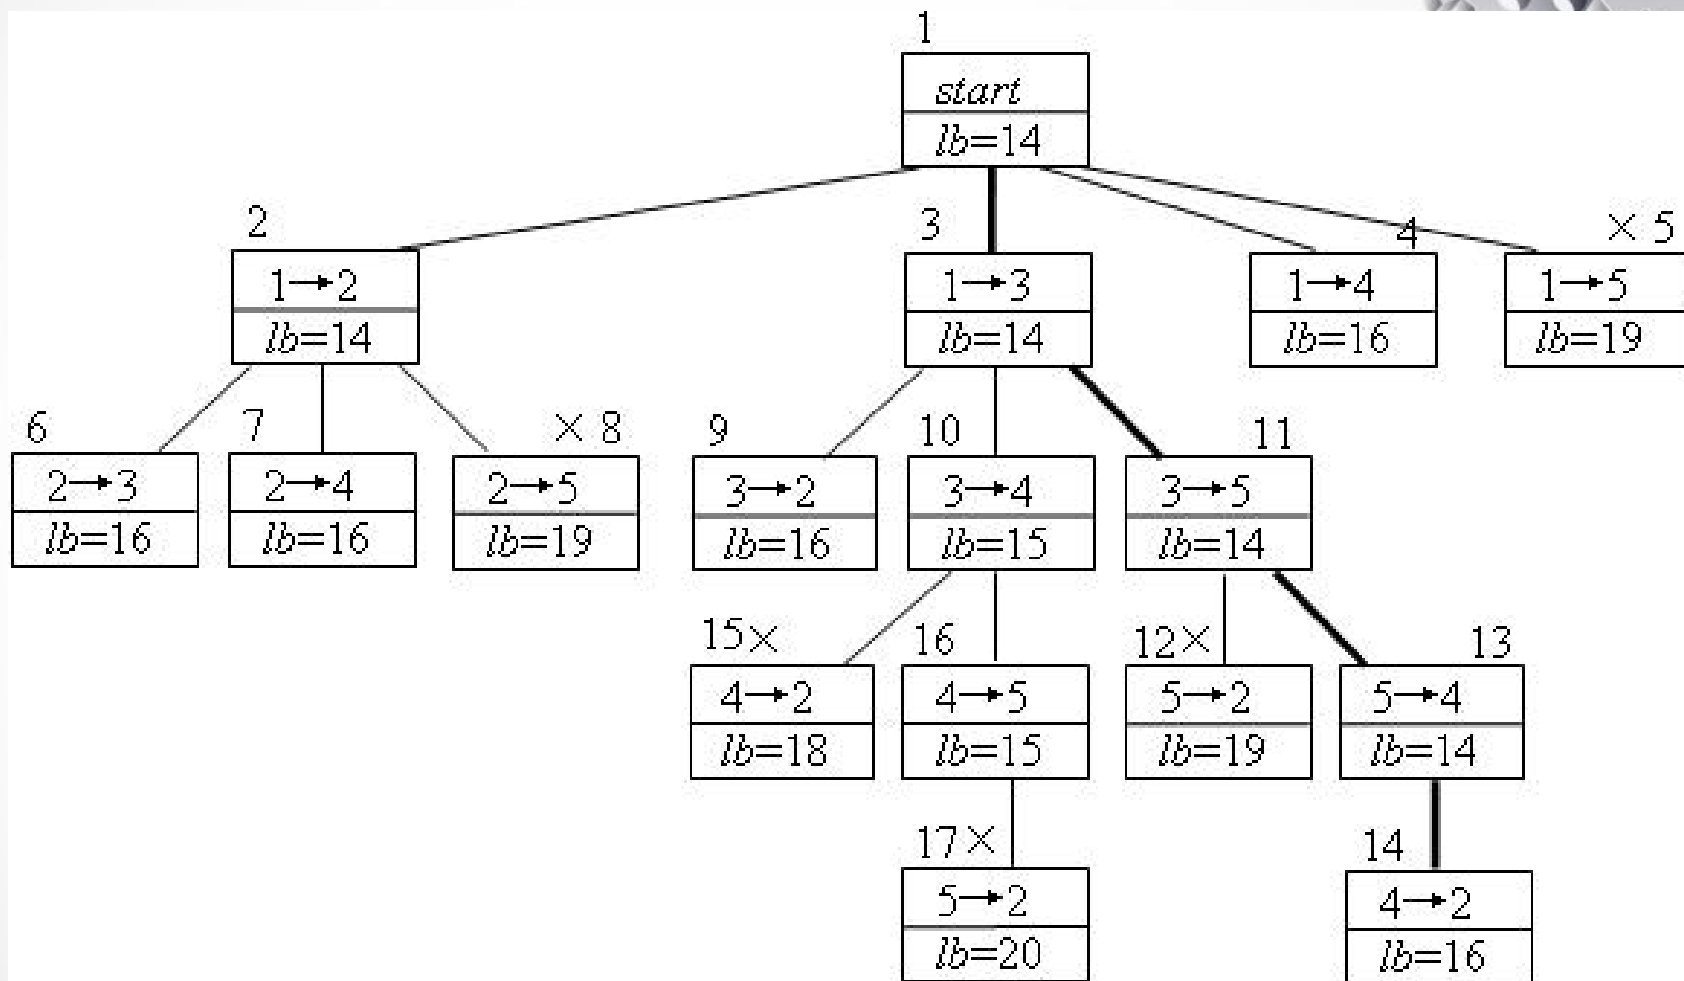 1
start
lb=14
2
3
4
× 5
1→2
lb=14
1→3
lb=14
1→4
lb=16
1→5
lb=19
6
7
× 8
9
10
11
2→3
lb=16
2→4
lb=16
2→5
lb=19
3→2
lb=16
3→4
lb=15
3→5
lb=14
15×
16
12×
13
4→2
lb=18
4→5
lb=15
5→2
lb=19
5→4
lb=14
17×
14
5→2
lb=20
4→2
lb=16